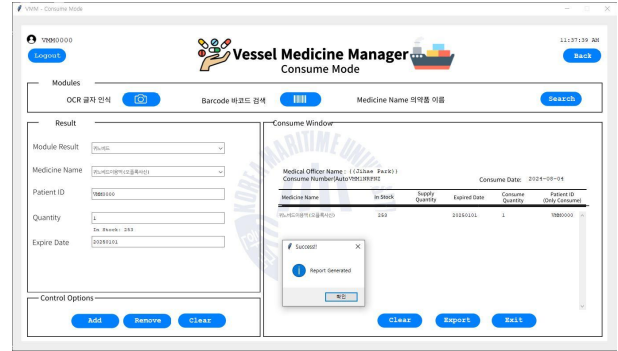 VMM - Consume Mode
VMM0000
11:37:39 AM
Logout
Vessel Medicine Manager
Back
Consume Mode
Modules
OCR 글자 인식
Barcode 바코드 검색
Medicine Name 의약품 이름
Search
Result
Consume Window
Module Result
Medicine Name
Patient ID
VMM0000
Quantity
1
In Stock: 253
Expire Date
20250101
Medical Officer Name : ((Jihae Park))
Consume Date: 2024-06-04
Medicine Name
In Stock
Supply Quantity
Expired Date
Consume Quantity
Patient ID (Only Consume)
253
20250101
1
VMM0000
Success!!
Report Generated
확인
Control Options
Add
Remove
Clear
Clear
Export
Exit